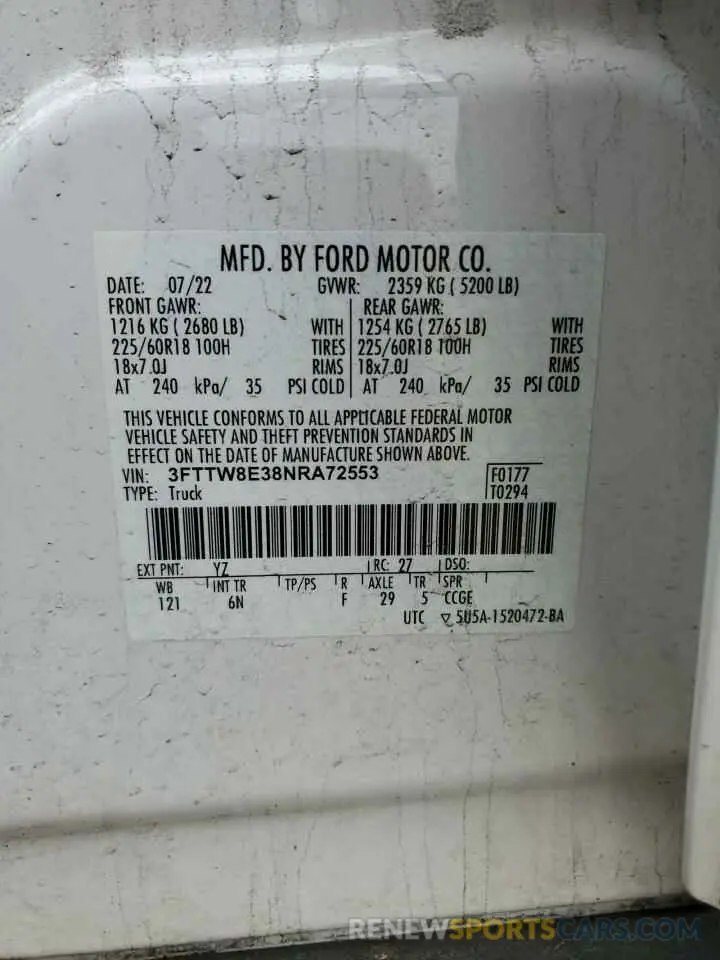 MFD. BY FORD MOTOR CO.
DATE: 07/22 GVWR: 2359 KG ( 5200 LB)
FRONT GAWR: REAR GAWR:
1216 KG ( 2680 LB) WITH 1254 KG ( 2765 LB) WITH
225/60R18 100H TIRES 225/60R18 100H TIRES
18x7.0J RIMS 18x7.0J RIMS
AT 240 kPa/ 35 PSI COLD AT 240 kPa/ 35 PSI COLD
THIS VEHICLE CONFORMS TO ALL APPLICABLE FEDERAL MOTOR
VEHICLE SAFETY AND THEFT PREVENTION STANDARDS IN
EFFECT ON THE DATE OF MANUFACTURE SHOWN ABOVE.
VIN: 3FTTW8E38NRA72553 F0177
TYPE: Truck T0294
EXT PNT: YZ RC: 27 DSO:
WB INT TR TP/PS R AXLE TR SPR
121 6N F 29 5 CCGE
UTC ▽ 5U5A-1520472-BA
RENEWSPORTSCARS.COM